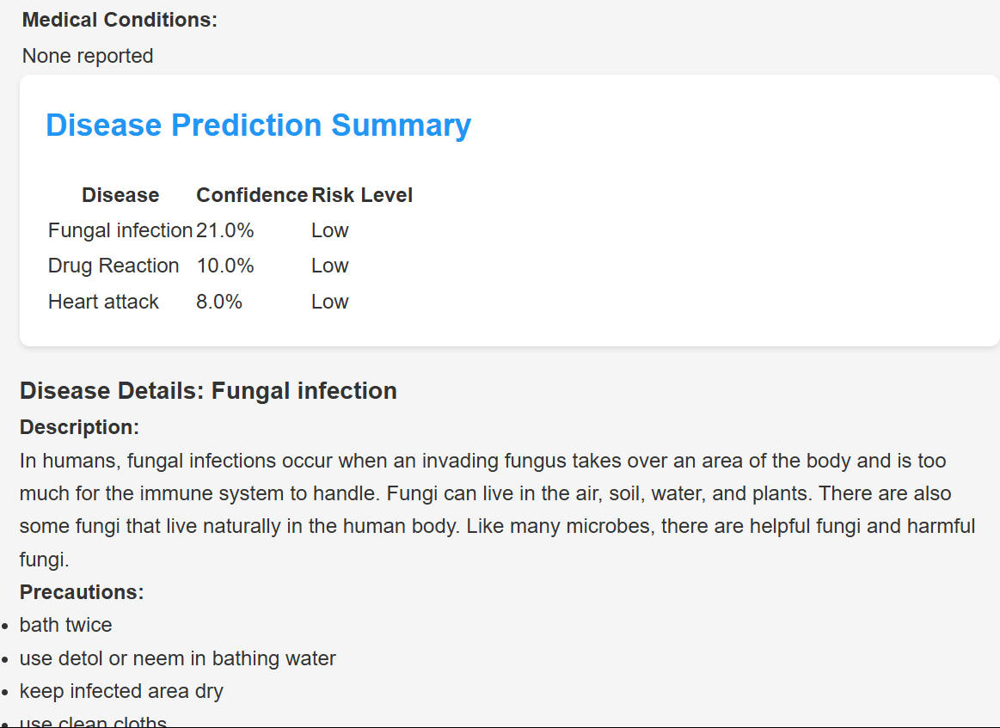 Medical Conditions:
None reported
Disease Prediction Summary
Disease Confidence Risk Level
Fungal infection 21.0% Low
Drug Reaction 10.0% Low
Heart attack 8.0% Low
Disease Details: Fungal infection
Description:
In humans, fungal infections occur when an invading fungus takes over an area of the body and is too
much for the immune system to handle. Fungi can live in the air, soil, water, and plants. There are also
some fungi that live naturally in the human body. Like many microbes, there are helpful fungi and harmful
fungi.
Precautions:
• bath twice
• use detol or neem in bathing water
• keep infected area dry
• use clean cloths